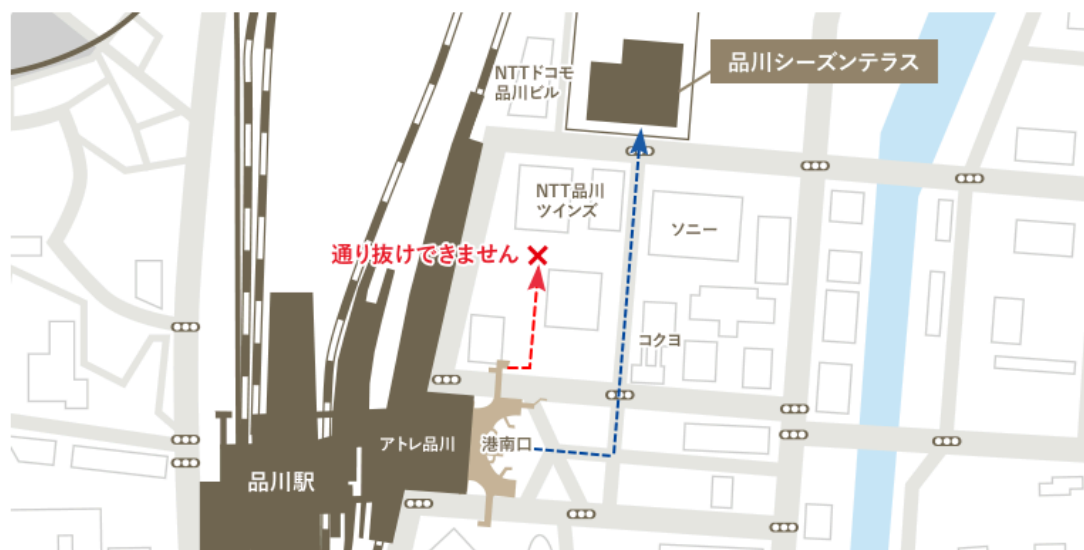 NTTドコモ
品川ビル
品川シーズンテラス
NTT品川
ツインズ
ソニー
通り抜けできません
コクヨ
アトレ品川
港南口
品川駅